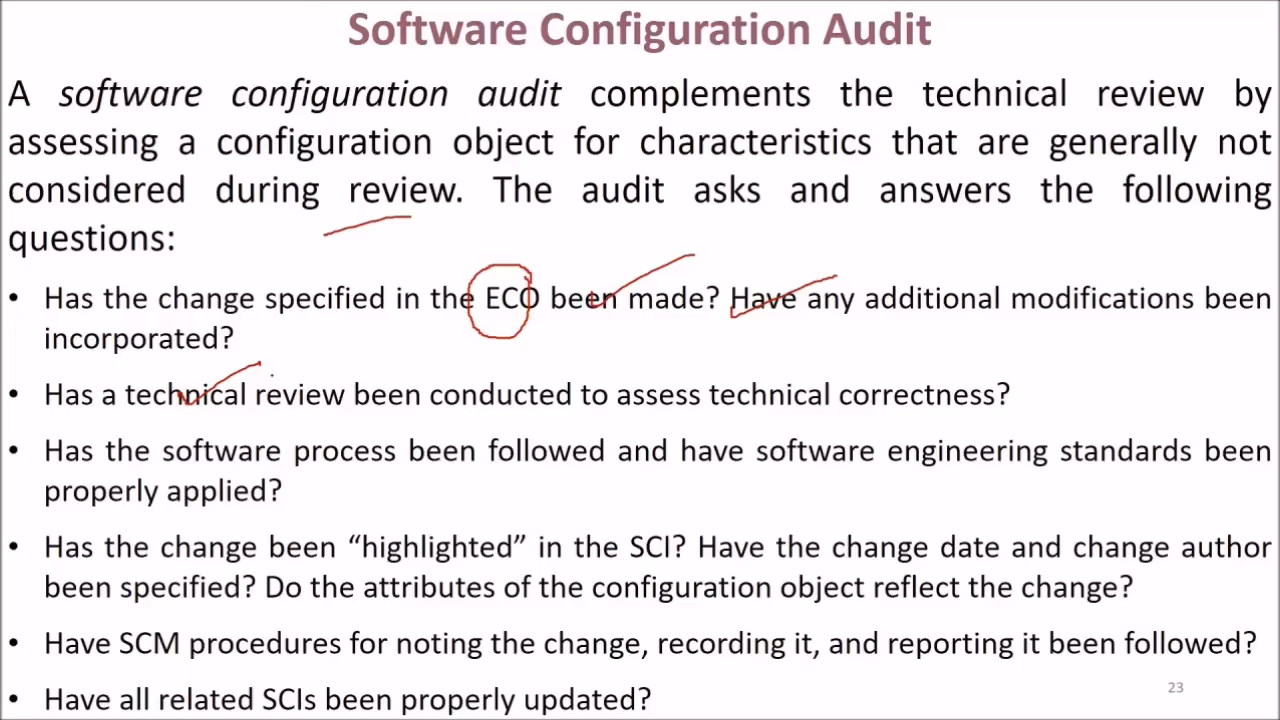 Software Configuration Audit
A software configuration audit complements the technical review by
assessing a configuration object for characteristics that are generally not
considered during review. The audit asks and answers the following
questions:
• Has the change specified in the ECO been made? Have any additional modifications been
incorporated?
• Has a technical review been conducted to assess technical correctness?
• Has the software process been followed and have software engineering standards been
properly applied?
• Has the change been “highlighted” in the SCI? Have the change date and change author
been specified? Do the attributes of the configuration object reflect the change?
• Have SCM procedures for noting the change, recording it, and reporting it been followed?
• Have all related SCIs been properly updated?
23